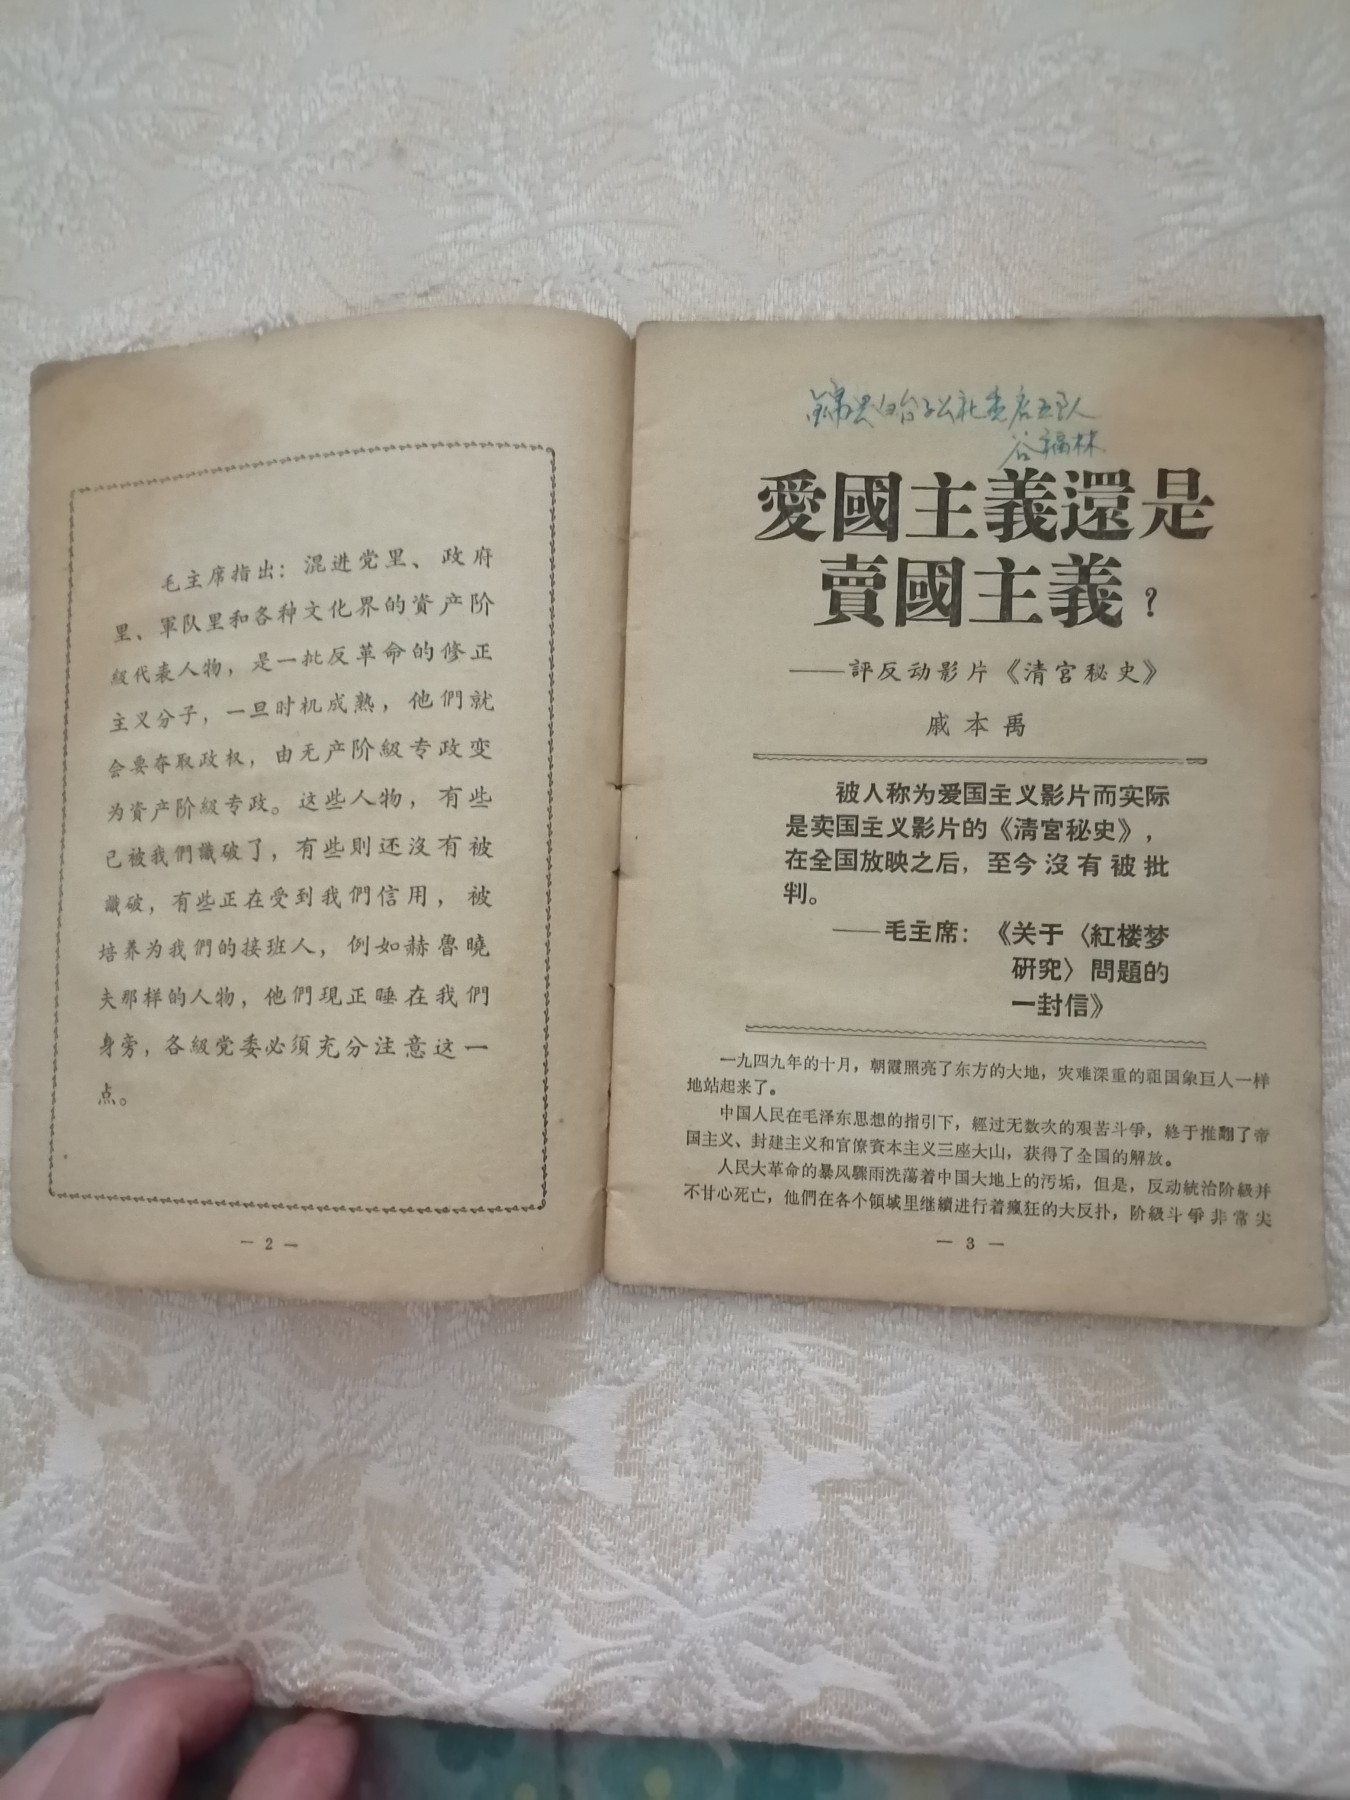 毛主席指出：混进党里、政府
里、軍队里和各种文化界的資产阶
級代表人物，是一批反革命的修正
主义分子，一旦时机成熟，他們就
会要夺取政权，由无产阶級专政变
为資产阶級专政。这些人物，有些
已被我們識破了，有些則还沒有被
識破，有些正在受到我們信用，被
培养为我們的接班人，例如赫魯曉
夫那样的人物，他們現正睡在我們
身旁，各級党委必須充分注意这一
点。
— 2 —
白台子公社
谷福林
愛國主義還是
賣國主義？
——評反动影片《清宮秘史》
戚本禹
被人称为爱国主义影片而实际
是卖国主义影片的《清宮秘史》，
在全国放映之后，至今沒有被批
判。
——毛主席：《关于〈紅楼梦
研究〉問題的
一封信》
一九四九年的十月，朝霞照亮了东方的大地，灾难深重的祖国象巨人一样
地站起来了。
中国人民在毛泽东思想的指引下，經过无数次的艰苦斗爭，終于推翻了帝
国主义、封建主义和官僚資本主义三座大山，获得了全国的解放。
人民大革命的暴风驟雨洗蕩着中国大地上的污垢，但是，反动統治阶級并
不甘心死亡，他們在各个领域里继續进行着瘋狂的大反扑，阶級斗爭非常尖
— 3 —